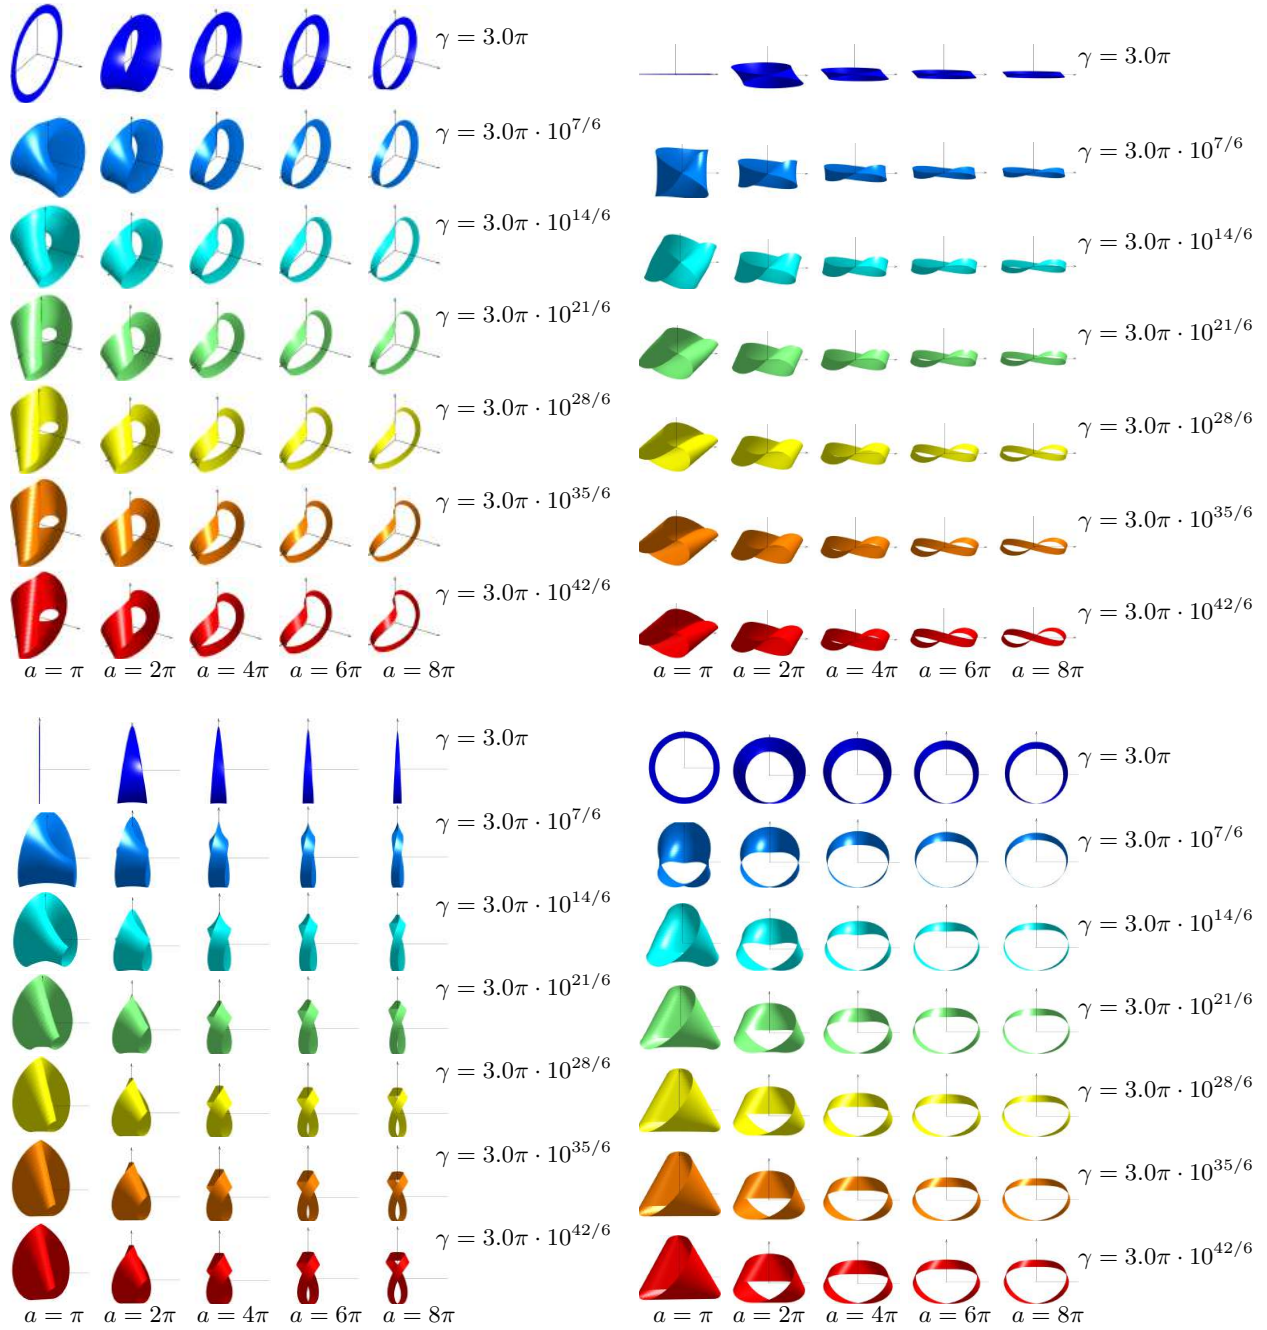 γ = 3.0π
γ = 3.0π · 10^{7/6}
γ = 3.0π · 10^{14/6}
γ = 3.0π · 10^{21/6}
γ = 3.0π · 10^{28/6}
γ = 3.0π · 10^{35/6}
γ = 3.0π · 10^{42/6}
a = π a = 2π a = 4π a = 6π a = 8π
γ = 3.0π
γ = 3.0π · 10^{7/6}
γ = 3.0π · 10^{14/6}
γ = 3.0π · 10^{21/6}
γ = 3.0π · 10^{28/6}
γ = 3.0π · 10^{35/6}
γ = 3.0π · 10^{42/6}
a = π a = 2π a = 4π a = 6π a = 8π
γ = 3.0π
γ = 3.0π · 10^{7/6}
γ = 3.0π · 10^{14/6}
γ = 3.0π · 10^{21/6}
γ = 3.0π · 10^{28/6}
γ = 3.0π · 10^{35/6}
γ = 3.0π · 10^{42/6}
a = π a = 2π a = 4π a = 6π a = 8π
γ = 3.0π
γ = 3.0π · 10^{7/6}
γ = 3.0π · 10^{14/6}
γ = 3.0π · 10^{21/6}
γ = 3.0π · 10^{28/6}
γ = 3.0π · 10^{35/6}
γ = 3.0π · 10^{42/6}
a = π a = 2π a = 4π a = 6π a = 8π